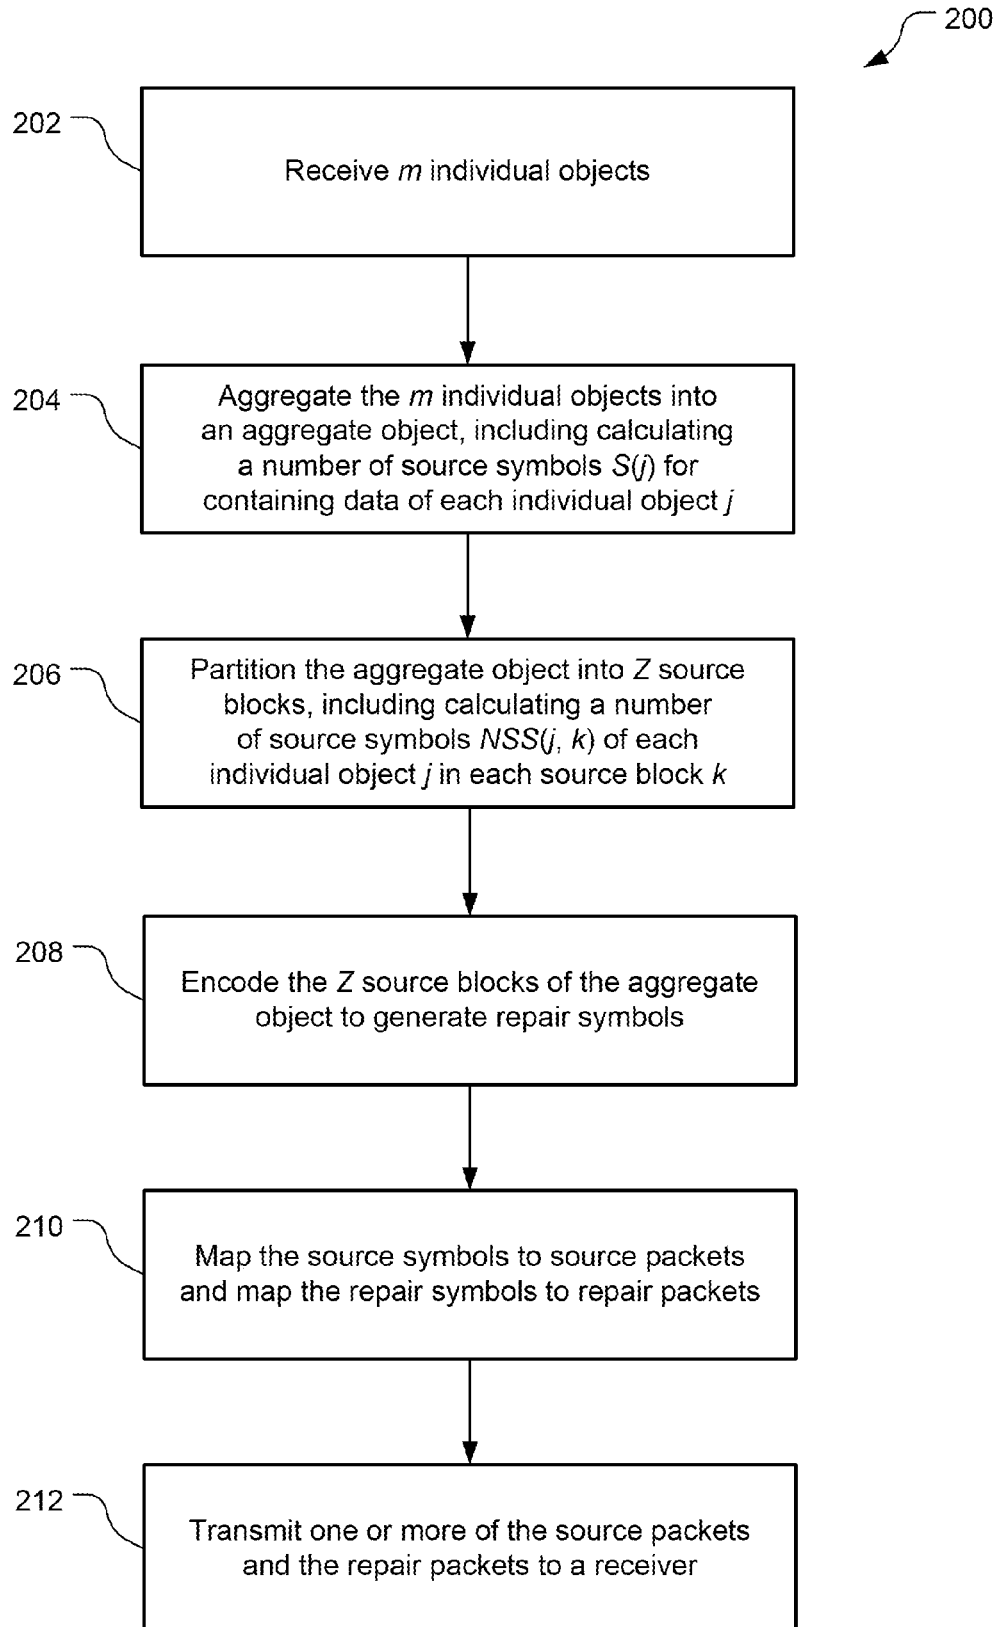 200
202
Receive m individual objects
204
Aggregate the m individual objects into
an aggregate object, including calculating
a number of source symbols S(j) for
containing data of each individual object j
206
Partition the aggregate object into Z source
blocks, including calculating a number
of source symbols NSS(j, k) of each
individual object j in each source block k
208
Encode the Z source blocks of the aggregate
object to generate repair symbols
210
Map the source symbols to source packets
and map the repair symbols to repair packets
212
Transmit one or more of the source packets
and the repair packets to a receiver